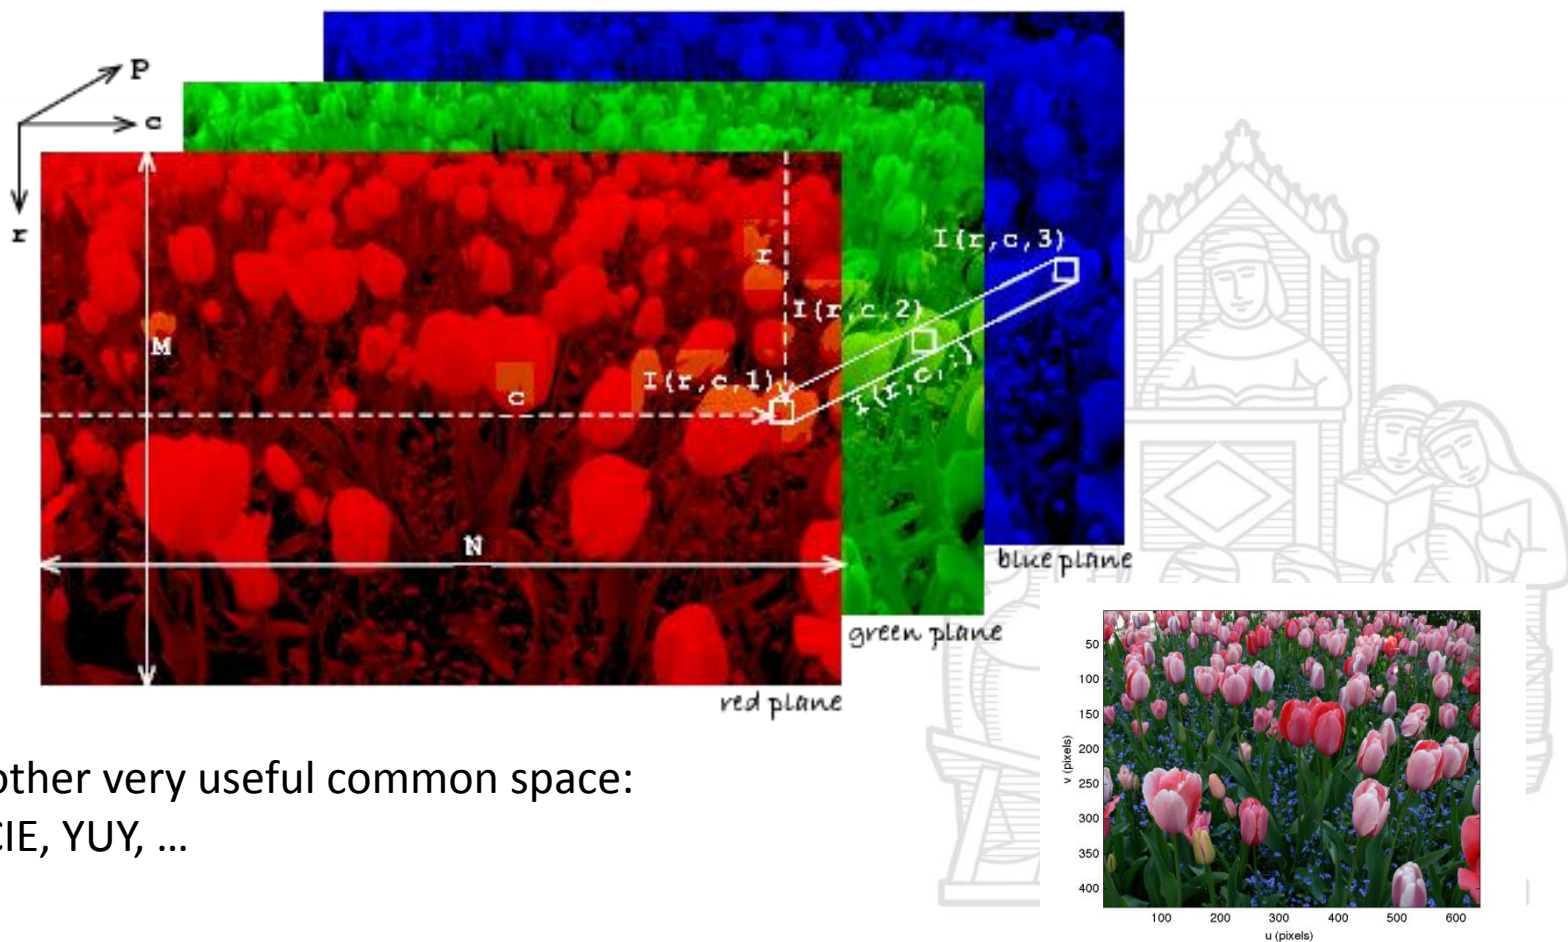 P
c
r
M
N
r
c
I(r,c,3)
I(r,c,2)
I(r,c,1)
I(r,c,:)
blue plane
green plane
red plane
other very useful common space:
CIE, YUY, ...
50
100
150
200
250
300
350
400
v (pixels)
100 200 300 400 500 600
u (pixels)